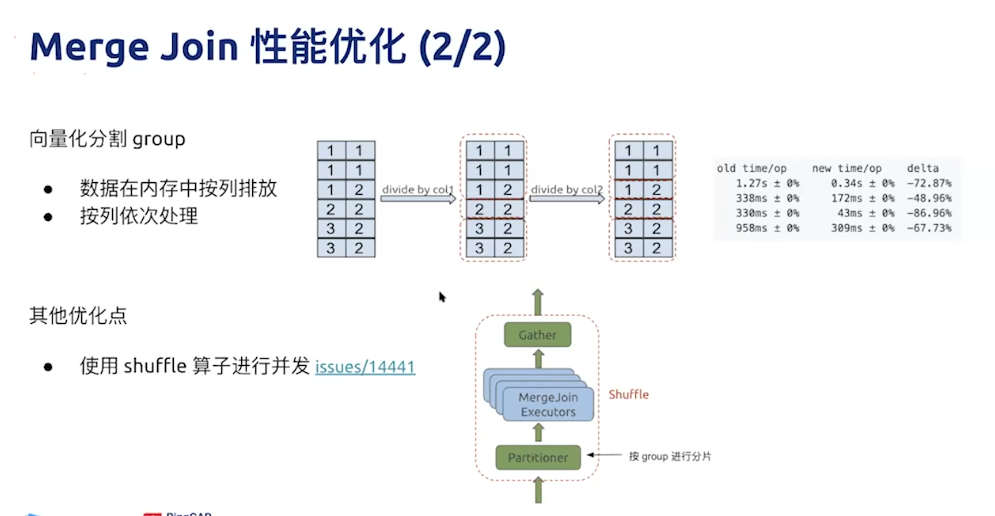 Merge Join 性能优化 (2/2)
向量化分割 group
● 数据在内存中按列排放
● 按列依次处理
1 1
1 1
1 2
2 2
3 2
3 2
divide by col1
1 1
1 1
1 2
2 2
3 2
3 2
divide by col2
1 1
1 1
1 2
2 2
3 2
3 2
old time/op new time/op delta
1.27s ± 0% 0.34s ± 0% -72.87%
338ms ± 0% 172ms ± 0% -48.96%
330ms ± 0% 43ms ± 0% -86.96%
958ms ± 0% 309ms ± 0% -67.73%
其他优化点
● 使用 shuffle 算子进行并发 issues/14441
Gather
MergeJoin
Executors
Shuffle
Partitioner
按 group 进行分片